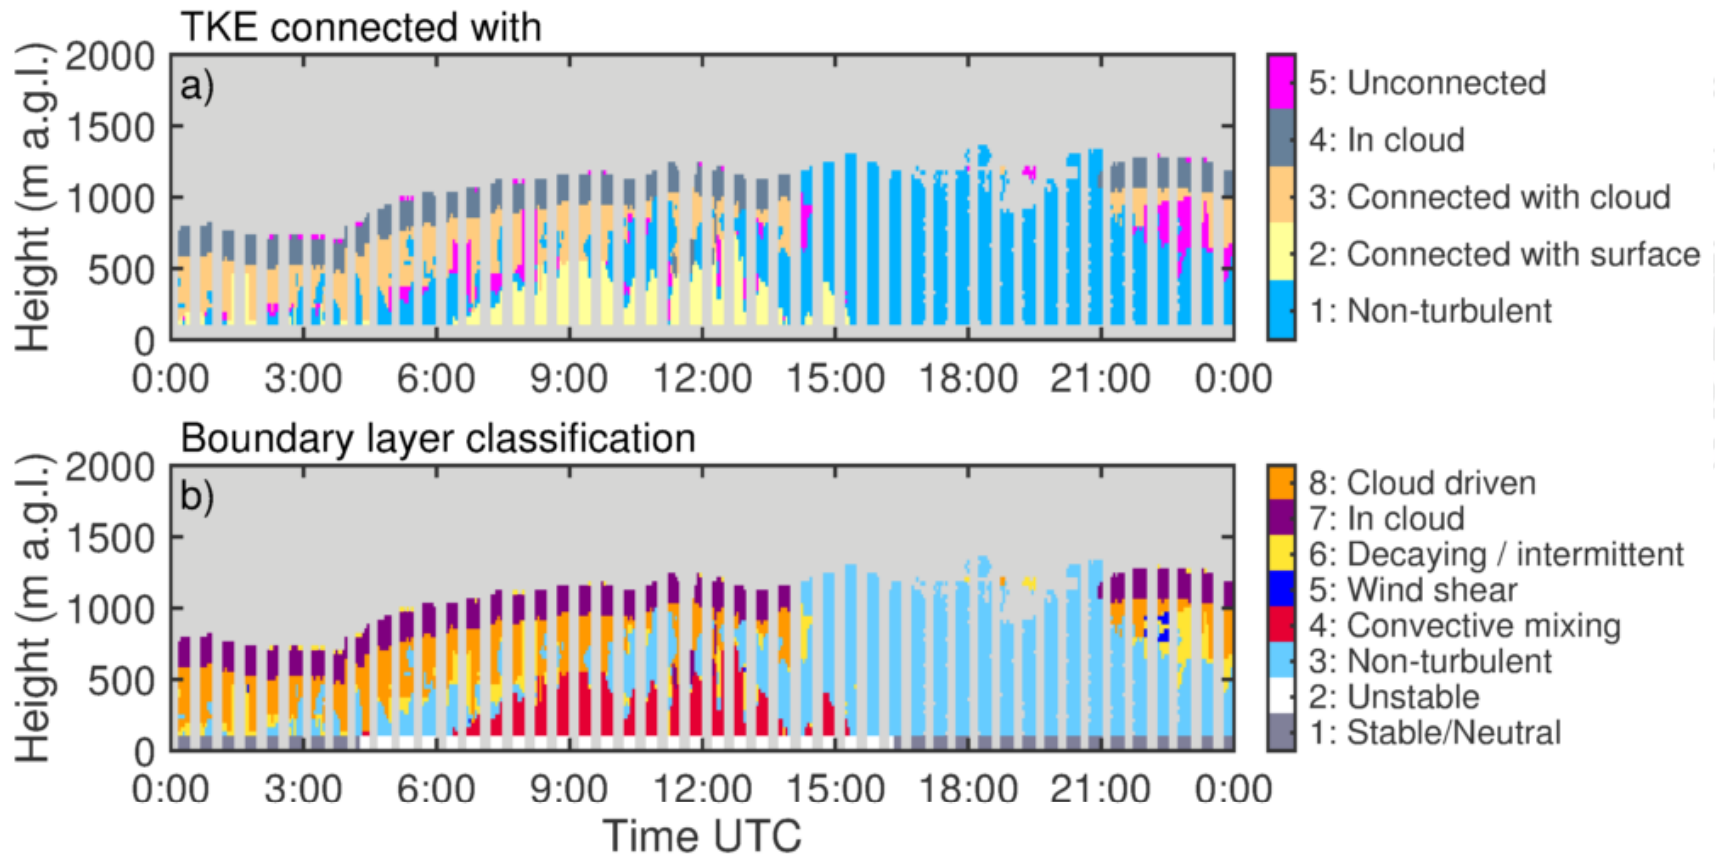 TKE connected with
a)
Height (m a.g.l.)
2000
1500
1000
500
0
0:00 3:00 6:00 9:00 12:00 15:00 18:00 21:00 0:00
5: Unconnected
4: In cloud
3: Connected with cloud
2: Connected with surface
1: Non-turbulent
Boundary layer classification
b)
Height (m a.g.l.)
2000
1500
1000
500
0
0:00 3:00 6:00 9:00 12:00 15:00 18:00 21:00 0:00
Time UTC
8: Cloud driven
7: In cloud
6: Decaying / intermittent
5: Wind shear
4: Convective mixing
3: Non-turbulent
2: Unstable
1: Stable/Neutral